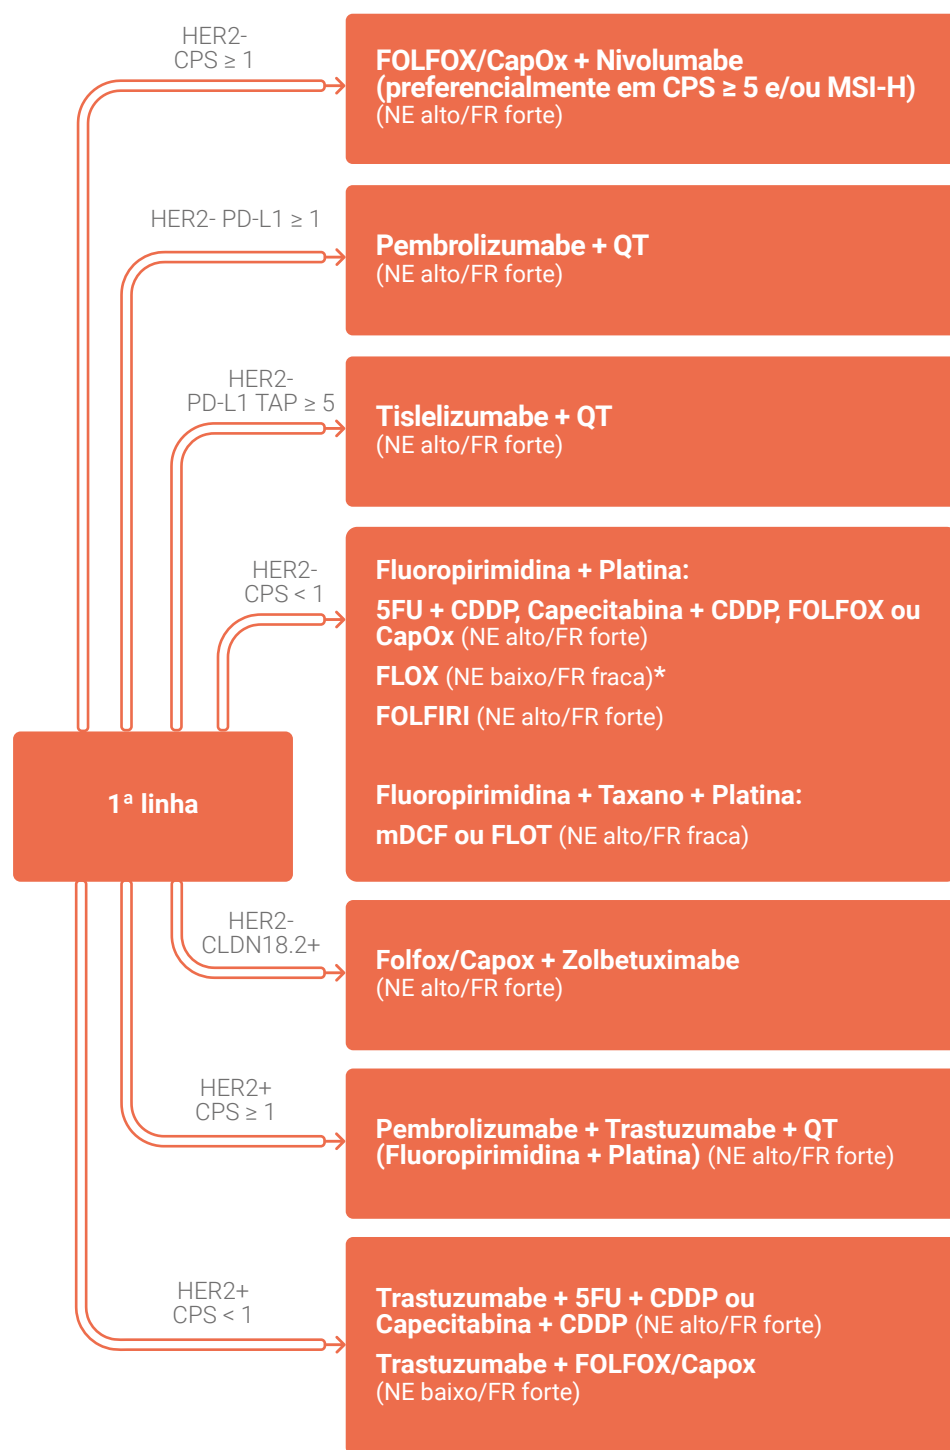 HER2-
CPS ≥ 1
FOLFOX/CapOx + Nivolumabe
(preferencialmente em CPS ≥ 5 e/ou MSI-H)
(NE alto/FR forte)
HER2- PD-L1 ≥ 1
Pembrolizumabe + QT
(NE alto/FR forte)
HER2-
PD-L1 TAP ≥ 5
Tislelizumabe + QT
(NE alto/FR forte)
HER2-
CPS < 1
Fluoropirimidina + Platina:
5FU + CDDP, Capecitabina + CDDP, FOLFOX ou
CapOx (NE alto/FR forte)
FLOX (NE baixo/FR fraca)*
FOLFIRI (NE alto/FR forte)
Fluoropirimidina + Taxano + Platina:
mDCF ou FLOT (NE alto/FR fraca)
1ª linha
HER2-
CLDN18.2+
Folfox/Capox + Zolbetuximabe
(NE alto/FR forte)
HER2+
CPS ≥ 1
Pembrolizumabe + Trastuzumabe + QT
(Fluoropirimidina + Platina) (NE alto/FR forte)
HER2+
CPS < 1
Trastuzumabe + 5FU + CDDP ou
Capecitabina + CDDP (NE alto/FR forte)
Trastuzumabe + FOLFOX/Capox
(NE baixo/FR forte)